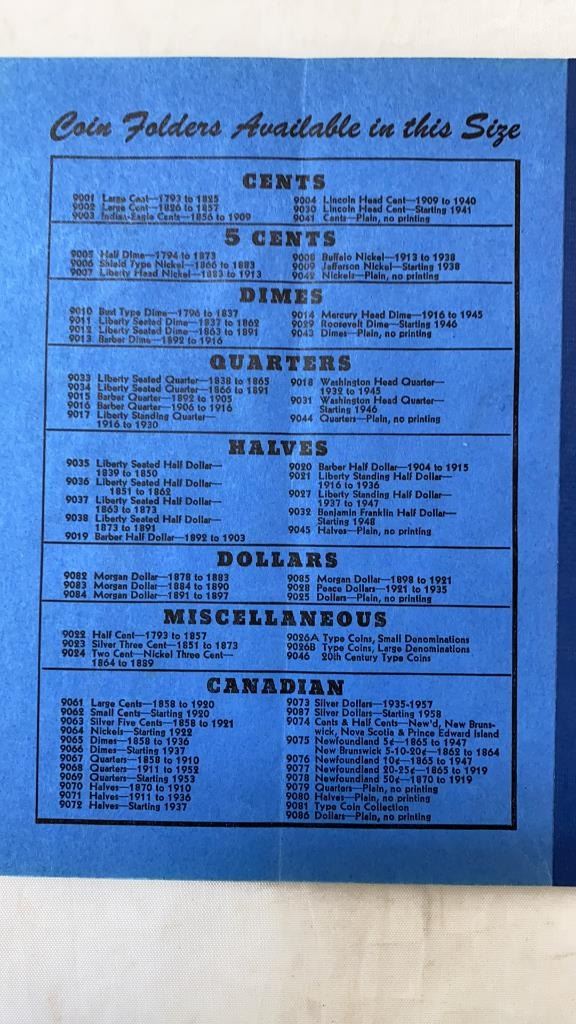 Coin Folders Available in this Size
CENTS
9001 Large Cent—1793 to 1825
9002 Large Cent—1826 to 1857
9003 Indian-Eagle Cents—1856 to 1909
9004 Lincoln Head Cent—1909 to 1940
9030 Lincoln Head Cent—Starting 1941
9041 Cents—Plain, no printing
5 CENTS
9005 Half Dime—1794 to 1873
9006 Shield Type Nickel—1866 to 1883
9007 Liberty Head Nickel—1883 to 1913
9008 Buffalo Nickel—1913 to 1938
9009 Jefferson Nickel—Starting 1938
9042 Nickels—Plain, no printing
DIMES
9010 Bust Type Dime—1796 to 1837
9011 Liberty Seated Dime—1837 to 1862
9012 Liberty Seated Dime—1863 to 1891
9013 Barber Dime—1892 to 1916
9014 Mercury Head Dime—1916 to 1945
9029 Roosevelt Dime—Starting 1946
9043 Dimes—Plain, no printing
QUARTERS
9033 Liberty Seated Quarter—1838 to 1865
9034 Liberty Seated Quarter—1866 to 1891
9015 Barber Quarter—1892 to 1905
9016 Barber Quarter—1906 to 1916
9017 Liberty Standing Quarter—
1916 to 1930
9018 Washington Head Quarter—
1932 to 1945
9031 Washington Head Quarter—
Starting 1946
9044 Quarters—Plain, no printing
HALVES
9035 Liberty Seated Half Dollar—
1839 to 1850
9036 Liberty Seated Half Dollar—
1851 to 1862
9037 Liberty Seated Half Dollar—
1863 to 1873
9038 Liberty Seated Half Dollar—
1873 to 1891
9019 Barber Half Dollar—1892 to 1903
9020 Barber Half Dollar—1904 to 1915
9021 Liberty Standing Half Dollar—
1916 to 1936
9027 Liberty Standing Half Dollar—
1937 to 1947
9032 Benjamin Franklin Half Dollar—
Starting 1948
9045 Halves—Plain, no printing
DOLLARS
9082 Morgan Dollar—1878 to 1883
9083 Morgan Dollar—1884 to 1890
9084 Morgan Dollar—1891 to 1897
9085 Morgan Dollar—1898 to 1921
9028 Peace Dollars—1921 to 1935
9025 Dollars—Plain, no printing
MISCELLANEOUS
9022 Half Cent—1793 to 1857
9023 Silver Three Cent—1851 to 1873
9024 Two Cent—Nickel Three Cent—
1864 to 1889
9026A Type Coins, Small Denominations
9026B Type Coins, Large Denominations
9046 20th Century Type Coins
CANADIAN
9061 Large Cents—1858 to 1920
9062 Small Cents—Starting 1920
9063 Silver Five Cents—1858 to 1921
9064 Nickels—Starting 1922
9065 Dimes—1858 to 1936
9066 Dimes—Starting 1937
9067 Quarters—1858 to 1910
9068 Quarters—1911 to 1952
9069 Quarters—Starting 1953
9070 Halves—1870 to 1910
9071 Halves—1911 to 1936
9072 Halves—Starting 1937
9073 Silver Dollars—1935-1957
9087 Silver Dollars—Starting 1958
9074 Cents & Half Cents—New'd, New Bruns-
wick, Nova Scotia & Prince Edward Island
9075 Newfoundland 5¢—1865 to 1947
New Brunswick 5-10-20¢—1862 to 1864
9076 Newfoundland 10¢—1865 to 1947
9077 Newfoundland 20-25¢—1865 to 1919
9078 Newfoundland 50¢—1870 to 1919
9079 Quarters—Plain, no printing
9080 Halves—Plain, no printing
9081 Type Coin Collection
9086 Dollars—Plain, no printing